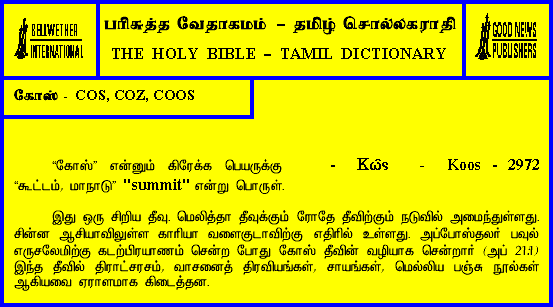 BELLWETHER
INTERNATIONAL
பரிசுத்த வேதாகமம் – தமிழ் சொல்லகராதி
THE HOLY BIBLE – TAMIL DICTIONARY
GOOD NEWS
PUBLISHERS
கோஸ் - COS, COZ, COOS
“கோஸ்” என்னும் கிரேக்க பெயருக்கு - Κῶς - Koos - 2972
“கூட்டம், மாநாடு” "summit" என்று பொருள்.
இது ஒரு சிறிய தீவு. மெலித்தா தீவுக்கும் ரோதே தீவிற்கும் நடுவில் அமைந்துள்ளது.
சின்ன ஆசியாவிலுள்ள காரியா வளைகுடாவிற்கு எதிரில் உள்ளது. அப்போஸ்தலர் பவுல்
எருசலேமிற்கு கடற்பிரயாணம் சென்ற போது கோஸ் தீவின் வழியாக சென்றார் (அப் 21:1)
இந்த தீவில் திராட்சரசம், வாசனைத் திரவியங்கள், சாயங்கள், மெல்லிய பஞ்சு நூல்கள்
ஆகியவை ஏராளமாக கிடைத்தன.